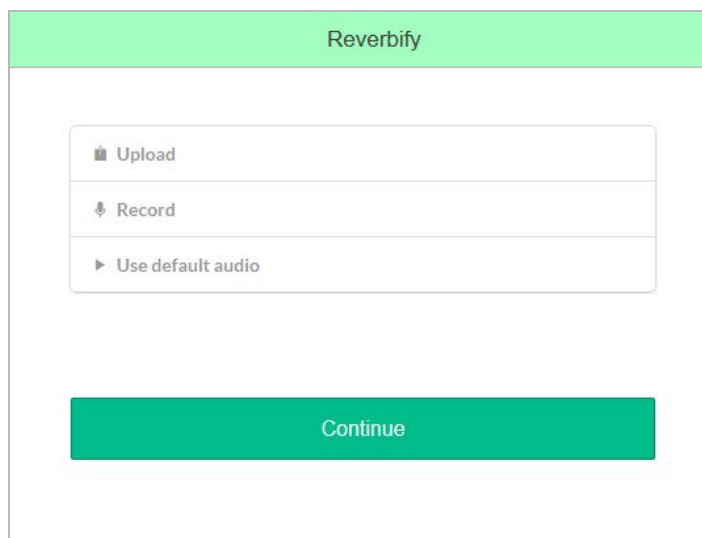 Reverbify
Upload
Record
Use default audio
Continue